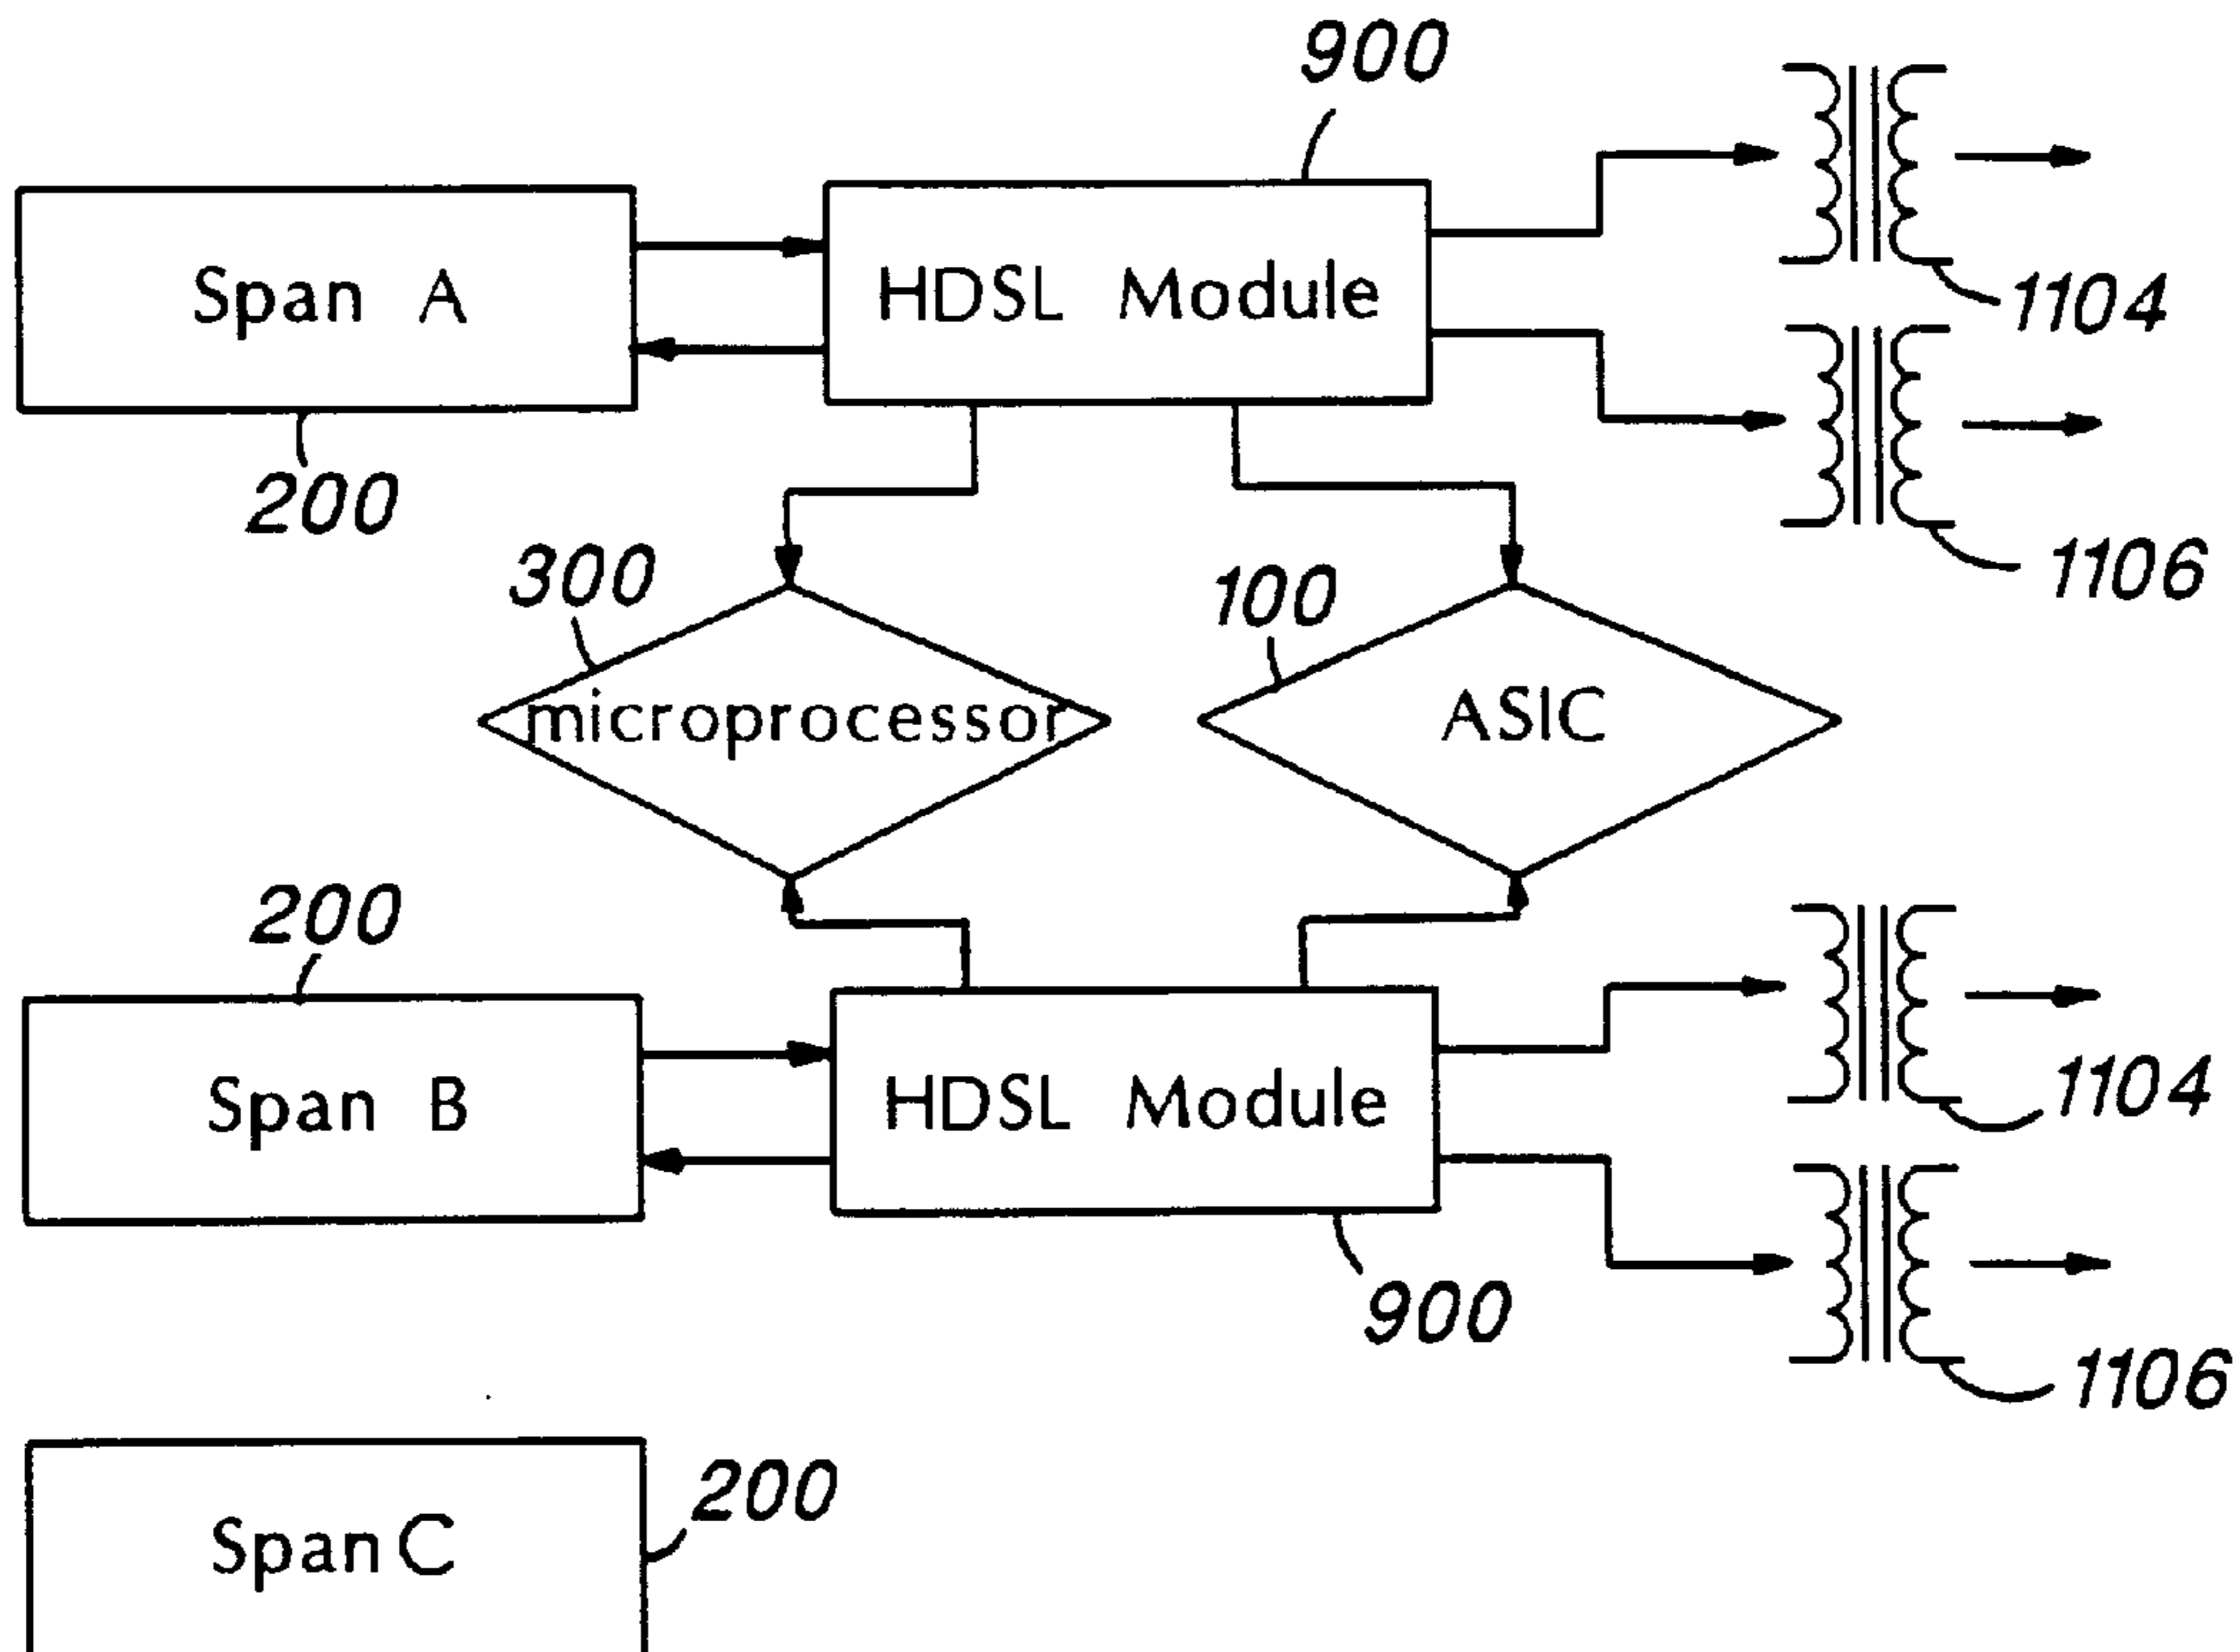 900
Span A
HDSL Module
1104
200
1106
300
100
microprocessor
ASIC
200
Span B
HDSL Module
1104
900
1106
Span C
200